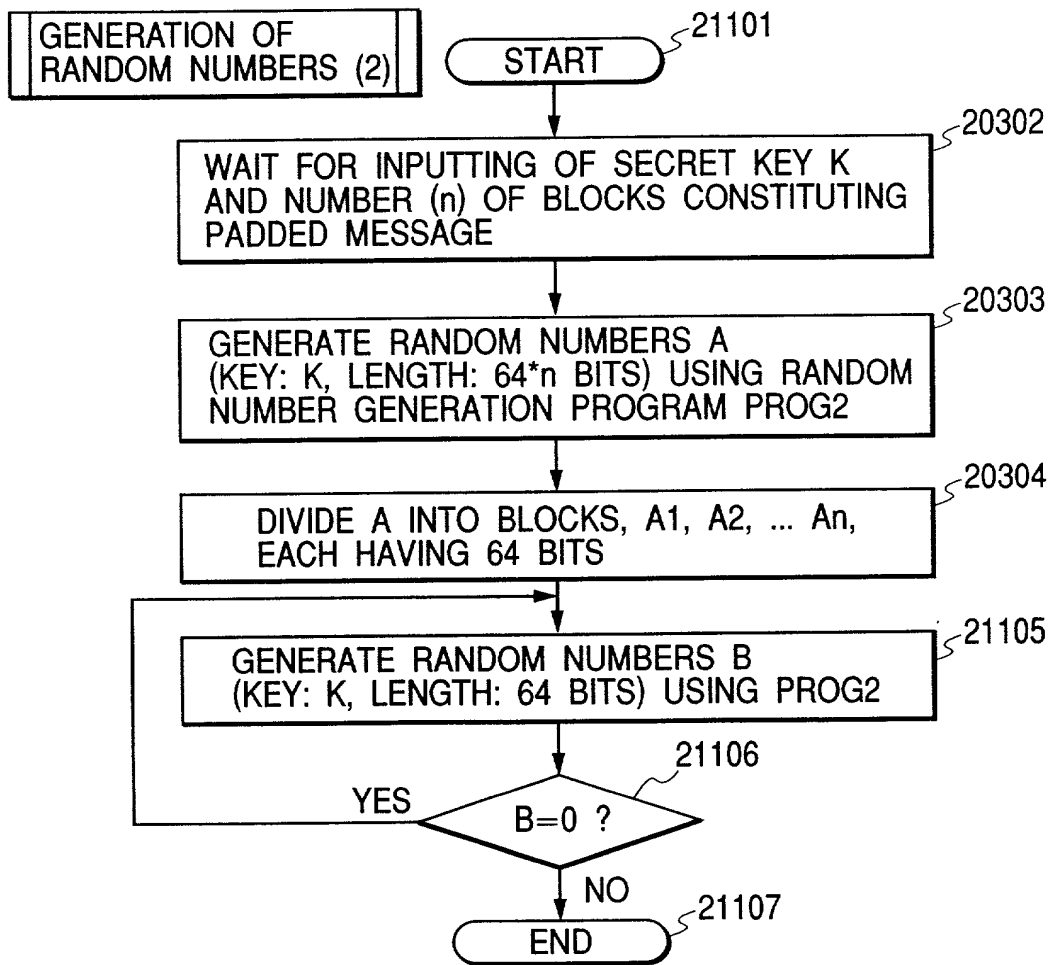 GENERATION OF
RANDOM NUMBERS (2)
START
21101
WAIT FOR INPUTTING OF SECRET KEY K
AND NUMBER (n) OF BLOCKS CONSTITUTING
PADDED MESSAGE
20302
GENERATE RANDOM NUMBERS A
(KEY: K, LENGTH: 64*n BITS) USING RANDOM
NUMBER GENERATION PROGRAM PROG2
20303
DIVIDE A INTO BLOCKS, A1, A2, ... An,
EACH HAVING 64 BITS
20304
GENERATE RANDOM NUMBERS B
(KEY: K, LENGTH: 64 BITS) USING PROG2
21105
B=0 ?
21106
YES
NO
END
21107